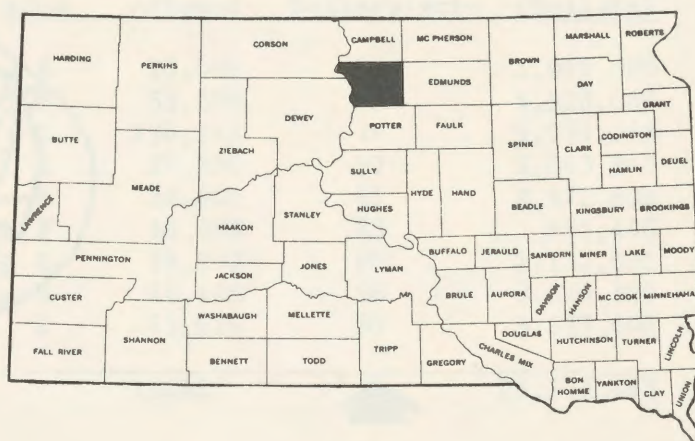 HARDING
PERKINS
CORSON
CAMPBELL
MC PHERSON
BROWN
MARSHALL
ROBERTS
EDMUNDS
DAY
DEWEY
POTTER
FAULK
GRANT
BUTTE
ZIEBACH
SPINK
CLARK
CODINGTON
HAMLIN
DEUEL
MEADE
SULLY
HYDE
HAND
LAWRENCE
HAAKON
STANLEY
HUGHES
BEADLE
KINGSBURY
BROOKINGS
PENNINGTON
JACKSON
JONES
LYMAN
BUFFALO
JERAULD
SANBORN
MINER
LAKE
MOODY
CUSTER
BRULE
AURORA
DAVISON
HANSON
MC COOK
MINNEHAHA
SHANNON
WASHABAUGH
MELLETTE
TRIPP
DOUGLAS
HUTCHINSON
TURNER
LINCOLN
FALL RIVER
BENNETT
TODD
GREGORY
CHARLES MIX
BON
HOMME
YANKTON
CLAY
UNION